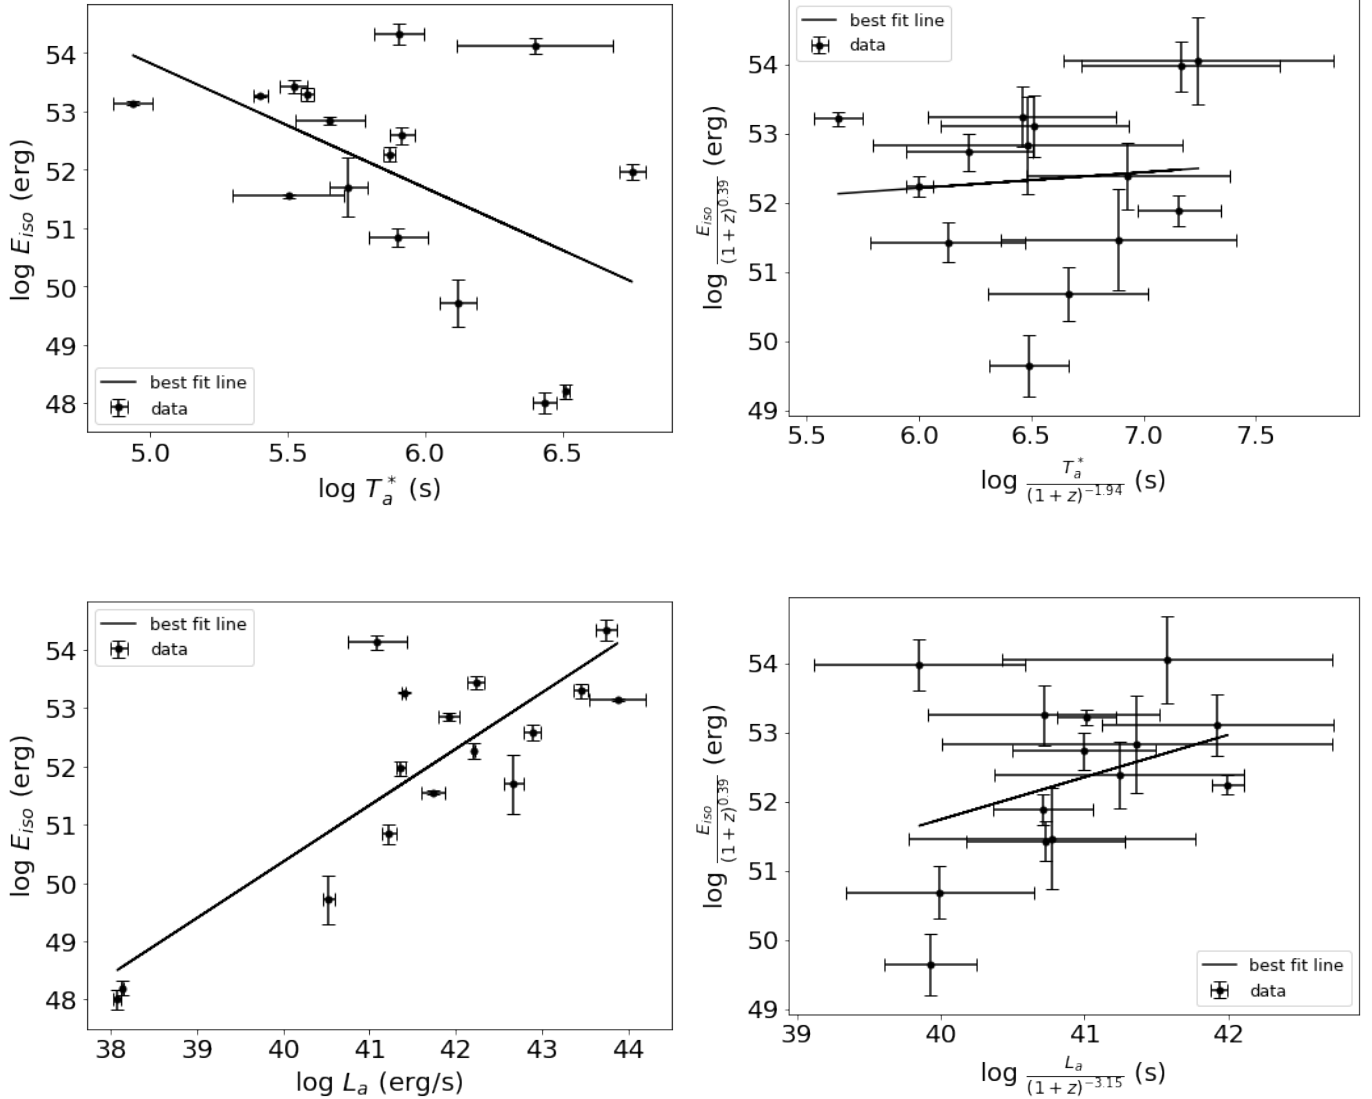 54
53
52
51
50
49
48
log E_iso (erg)
best fit line
data
5.0 5.5 6.0 6.5
log T_a^* (s)
best fit line
data
54
53
52
51
50
49
log E_iso / (1 + z)^0.39 (erg)
5.5 6.0 6.5 7.0 7.5
log T_a^* / (1 + z)^−1.94 (s)
best fit line
data
54
53
52
51
50
49
48
log E_iso (erg)
38 39 40 41 42 43 44
log L_a (erg/s)
54
53
52
51
50
49
log E_iso / (1 + z)^0.39 (erg)
best fit line
data
39 40 41 42
log L_a / (1 + z)^−3.15 (s)